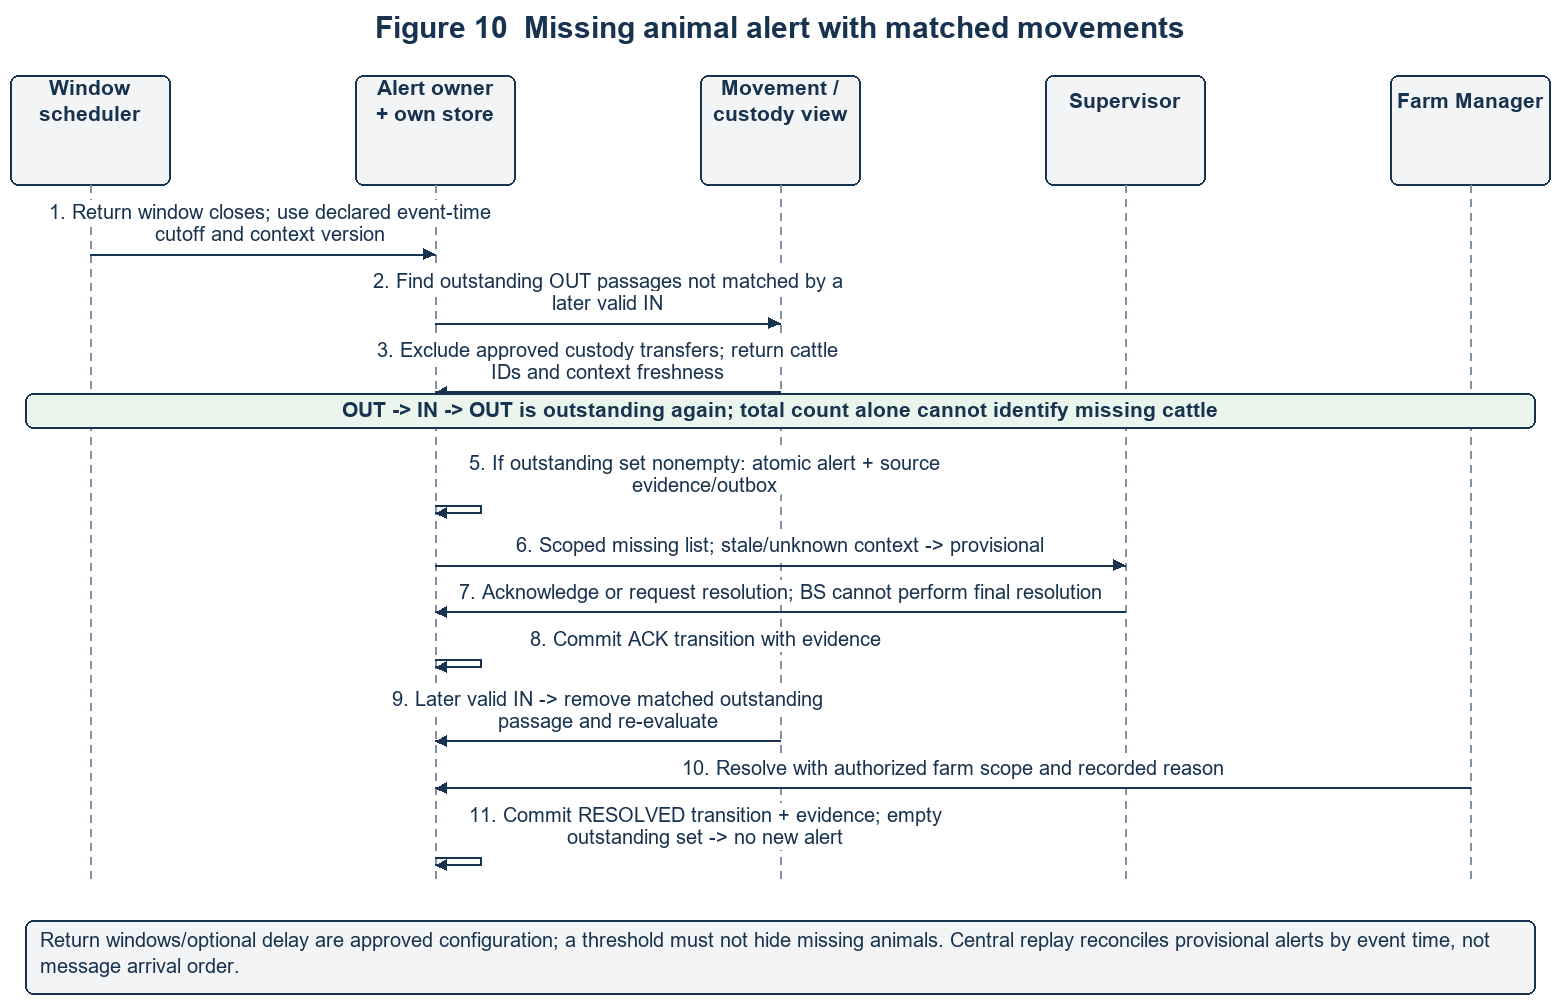 Figure 10  Missing animal alert with matched movements
Window
scheduler
Alert owner
+ own store
Movement /
custody view
Supervisor
Farm Manager
1. Return window closes; use declared event-time
cutoff and context version
2. Find outstanding OUT passages not matched by a
later valid IN
3. Exclude approved custody transfers; return cattle
IDs and context freshness
OUT -> IN -> OUT is outstanding again; total count alone cannot identify missing cattle
5. If outstanding set nonempty: atomic alert + source
evidence/outbox
6. Scoped missing list; stale/unknown context -> provisional
7. Acknowledge or request resolution; BS cannot perform final resolution
8. Commit ACK transition with evidence
9. Later valid IN -> remove matched outstanding
passage and re-evaluate
10. Resolve with authorized farm scope and recorded reason
11. Commit RESOLVED transition + evidence; empty
outstanding set -> no new alert
Return windows/optional delay are approved configuration; a threshold must not hide missing animals. Central replay reconciles provisional alerts by event time, not
message arrival order.